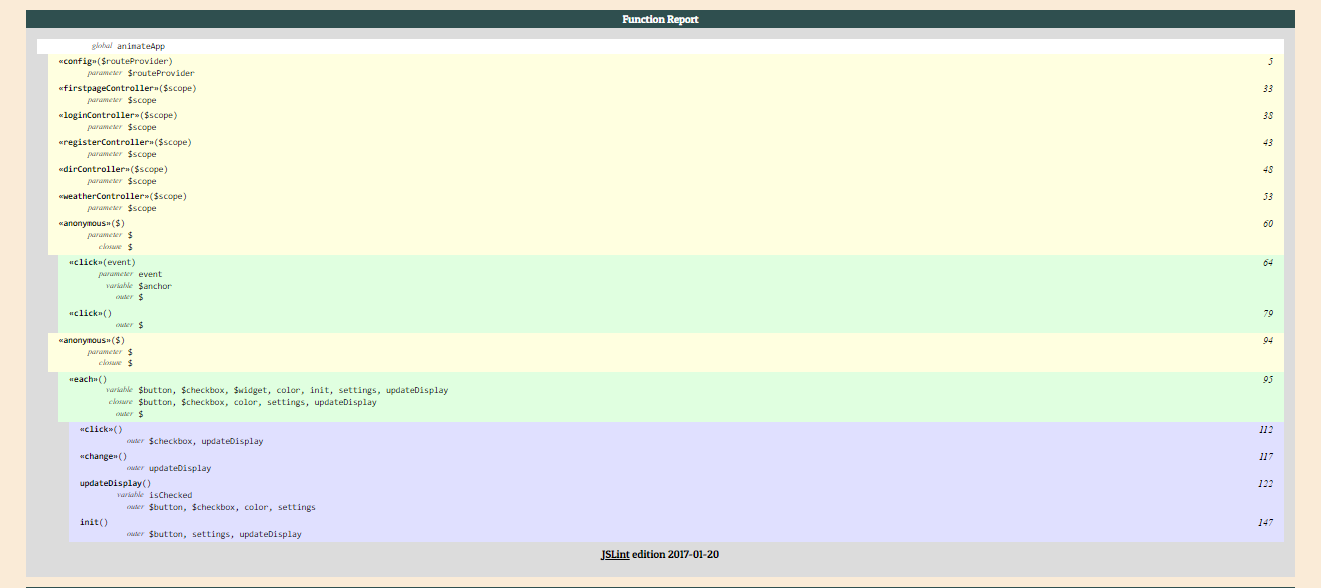 Function Report
global animateApp
«config»($routeProvider) 5
parameter $routeProvider
«firstpageController»($scope) 33
parameter $scope
«loginController»($scope) 38
parameter $scope
«registerController»($scope) 43
parameter $scope
«dirController»($scope) 48
parameter $scope
«weatherController»($scope) 53
parameter $scope
«anonymous»($) 60
parameter $
closure $
«click»(event) 64
parameter event
variable $anchor
outer $
«click»() 79
outer $
«anonymous»($) 94
parameter $
closure $
«each»() 95
variable $button, $checkbox, $widget, color, init, settings, updateDisplay
closure $button, $checkbox, color, settings, updateDisplay
outer $
«click»() 112
outer $checkbox, updateDisplay
«change»() 117
outer updateDisplay
updateDisplay() 122
variable isChecked
outer $button, $checkbox, color, settings
init() 147
outer $button, settings, updateDisplay
JSLint edition 2017-01-20